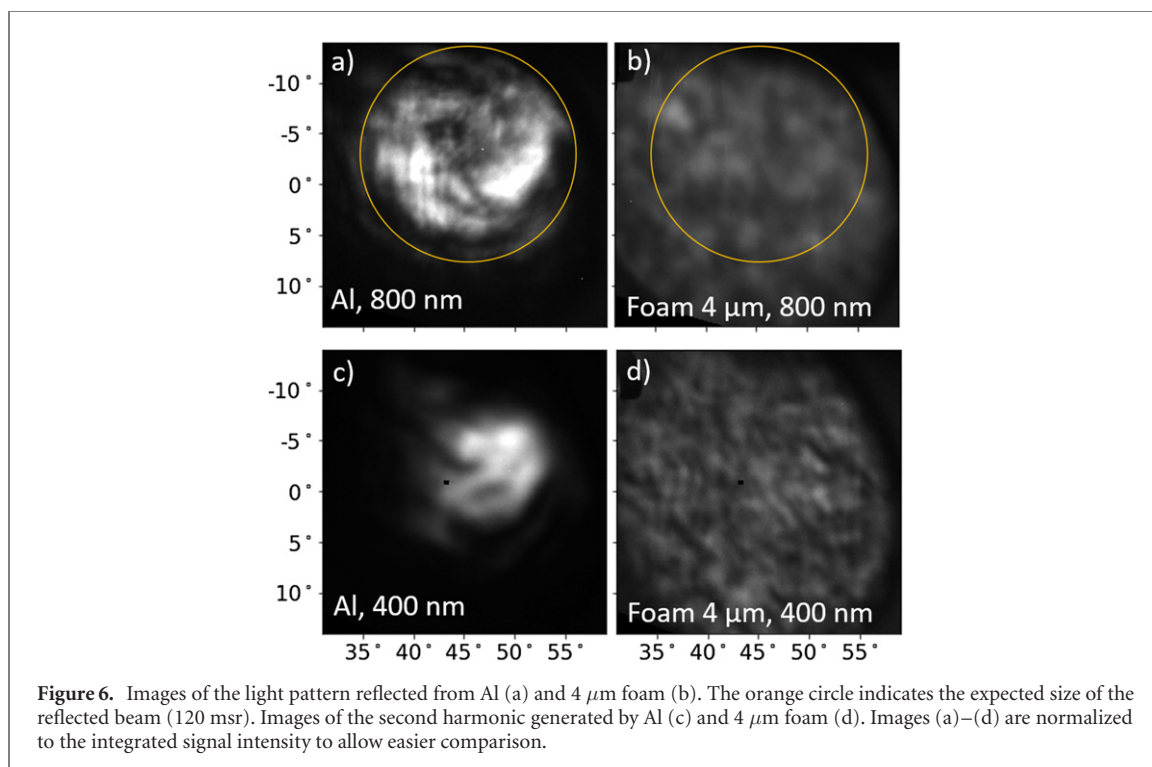 a)
b)
-10°
-5°
0°
5°
10°
Al, 800 nm
Foam 4 µm, 800 nm
c)
d)
-10°
-5°
0°
5°
10°
Al, 400 nm
Foam 4 µm, 400 nm
35° 40° 45° 50° 55°
35° 40° 45° 50° 55°
Figure 6. Images of the light pattern reflected from Al (a) and 4 μm foam (b). The orange circle indicates the expected size of the
reflected beam (120 msr). Images of the second harmonic generated by Al (c) and 4 μm foam (d). Images (a)–(d) are normalized
to the integrated signal intensity to allow easier comparison.